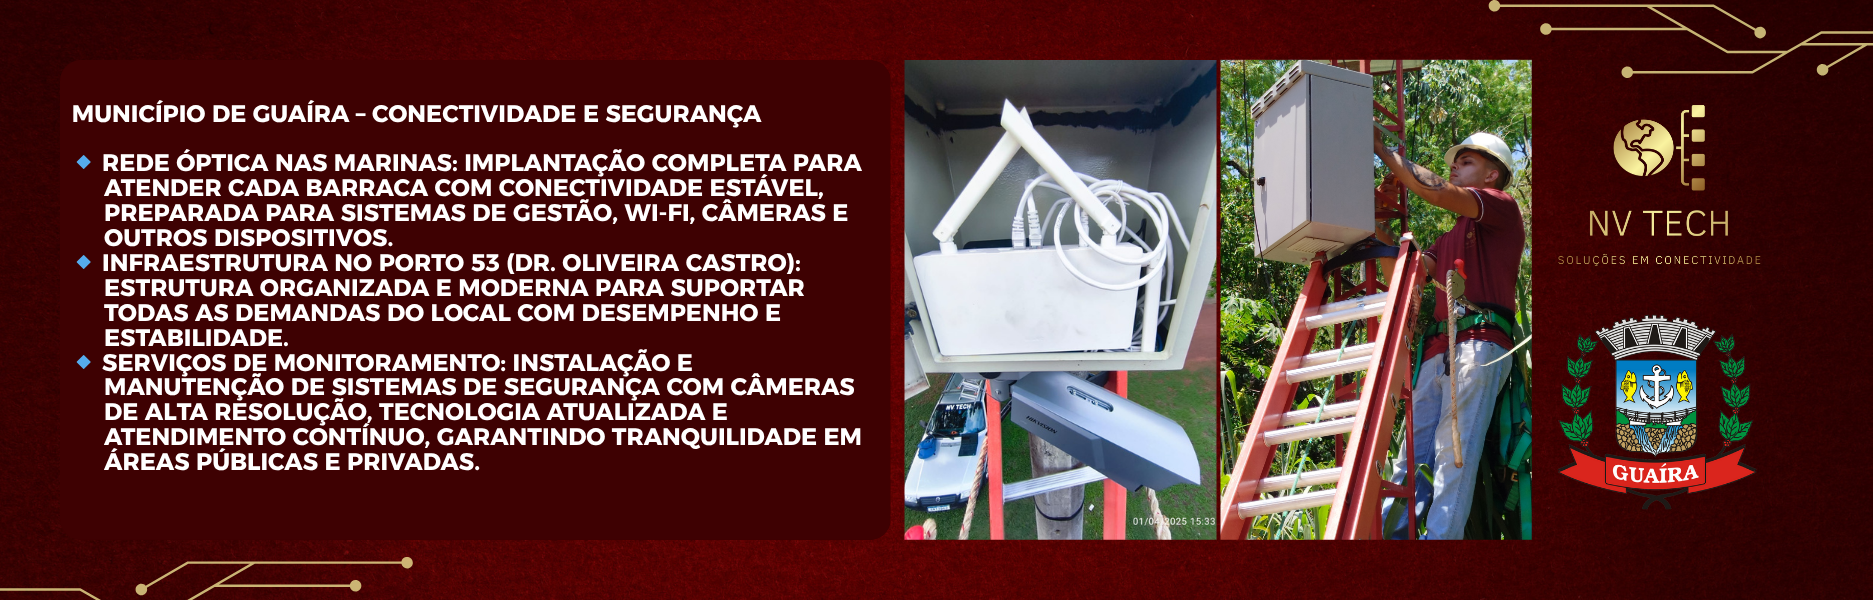 MUNICÍPIO DE GUAÍRA – CONECTIVIDADE E SEGURANÇA
🔹 REDE ÓPTICA NAS MARINAS: IMPLANTAÇÃO COMPLETA PARA
ATENDER CADA BARRACA COM CONECTIVIDADE ESTÁVEL,
PREPARADA PARA SISTEMAS DE GESTÃO, WI-FI, CÂMERAS E
OUTROS DISPOSITIVOS.
🔹 INFRAESTRUTURA NO PORTO 53 (DR. OLIVEIRA CASTRO):
ESTRUTURA ORGANIZADA E MODERNA PARA SUPORTAR
TODAS AS DEMANDAS DO LOCAL COM DESEMPENHO E
ESTABILIDADE.
🔹 SERVIÇOS DE MONITORAMENTO: INSTALAÇÃO E
MANUTENÇÃO DE SISTEMAS DE SEGURANÇA COM CÂMERAS
DE ALTA RESOLUÇÃO, TECNOLOGIA ATUALIZADA E
ATENDIMENTO CONTÍNUO, GARANTINDO TRANQUILIDADE EM
ÁREAS PÚBLICAS E PRIVADAS.
NV TECH
HIKVISION
01/04/2025 15:33
NV TECH
SOLUÇÕES EM CONECTIVIDADE
GUAÍRA